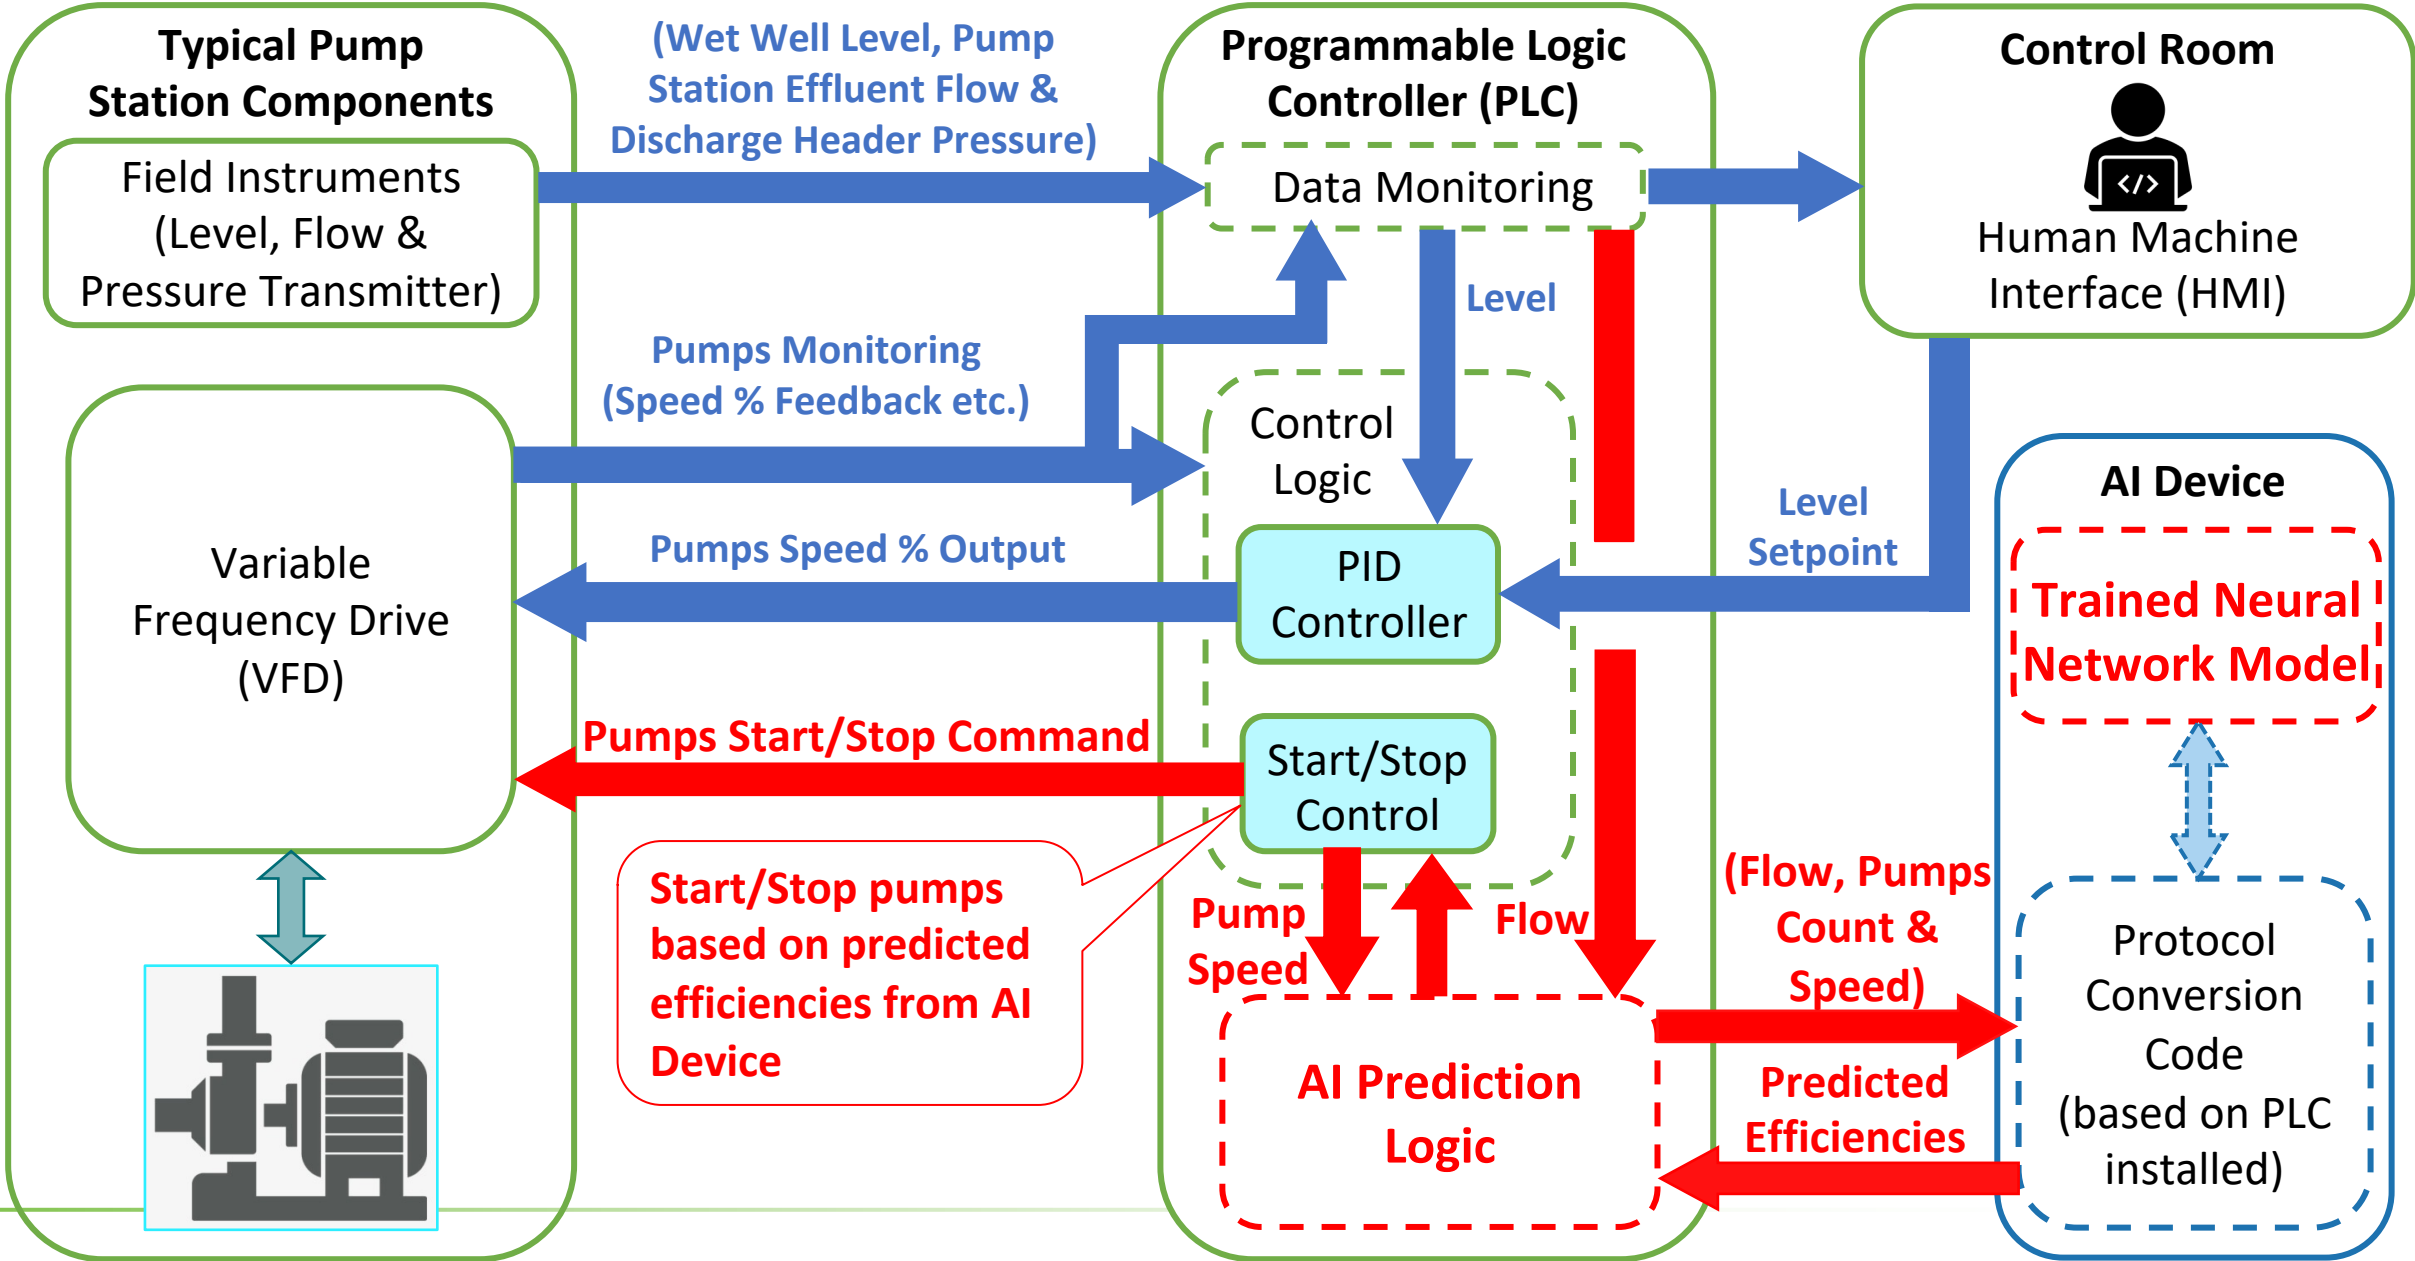 Typical Pump
Station Components
Field Instruments
(Level, Flow &
Pressure Transmitter)
Variable
Frequency Drive
(VFD)
(Wet Well Level, Pump
Station Effluent Flow &
Discharge Header Pressure)
Pumps Monitoring
(Speed % Feedback etc.)
Pumps Speed % Output
Pumps Start/Stop Command
Start/Stop pumps
based on predicted
efficiencies from AI
Device
Programmable Logic
Controller (PLC)
Data Monitoring
Level
Control
Logic
PID
Controller
Start/Stop
Control
Pump
Speed
Flow
AI Prediction
Logic
Control Room
</>
Human Machine
Interface (HMI)
Level
Setpoint
(Flow, Pumps
Count &
Speed)
Predicted
Efficiencies
AI Device
Trained Neural
Network Model
Protocol
Conversion
Code
(based on PLC
installed)